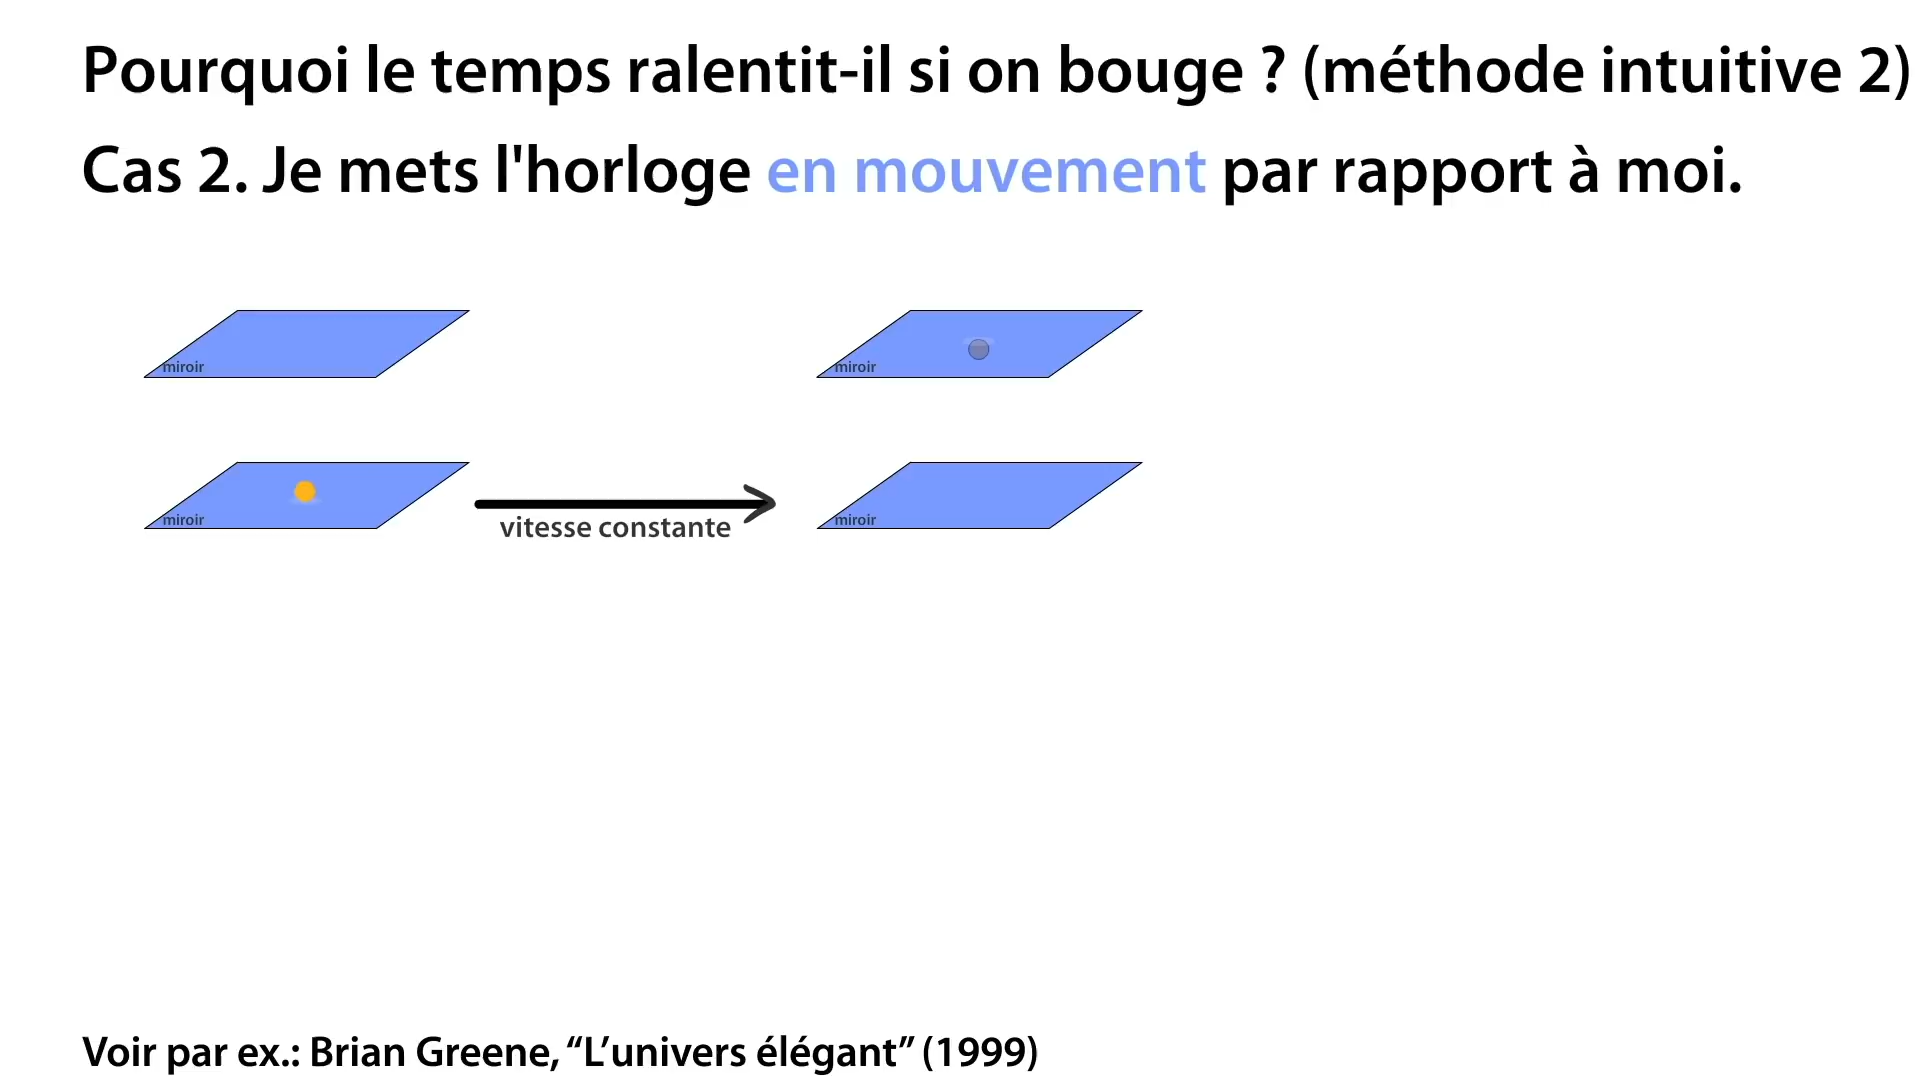 Pourquoi le temps ralentit-il si on bouge ? (méthode intuitive 2)
Cas 2. Je mets l'horloge en mouvement par rapport à moi.
miroir
miroir
miroir
vitesse constante
miroir
Voir par ex.: Brian Greene, “L’univers élégant” (1999)